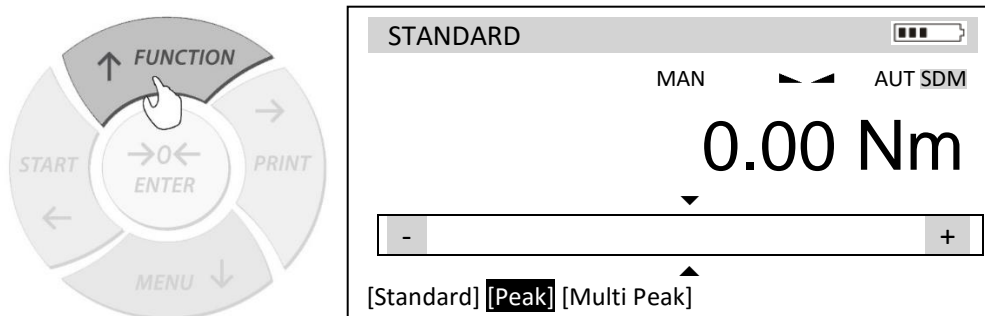 ↑ FUNCTION
START
←
→0←
ENTER
→
PRINT
MENU ↓
STANDARD
MAN AUT SDM
0.00 Nm
- +
[Standard] [Peak] [Multi Peak]